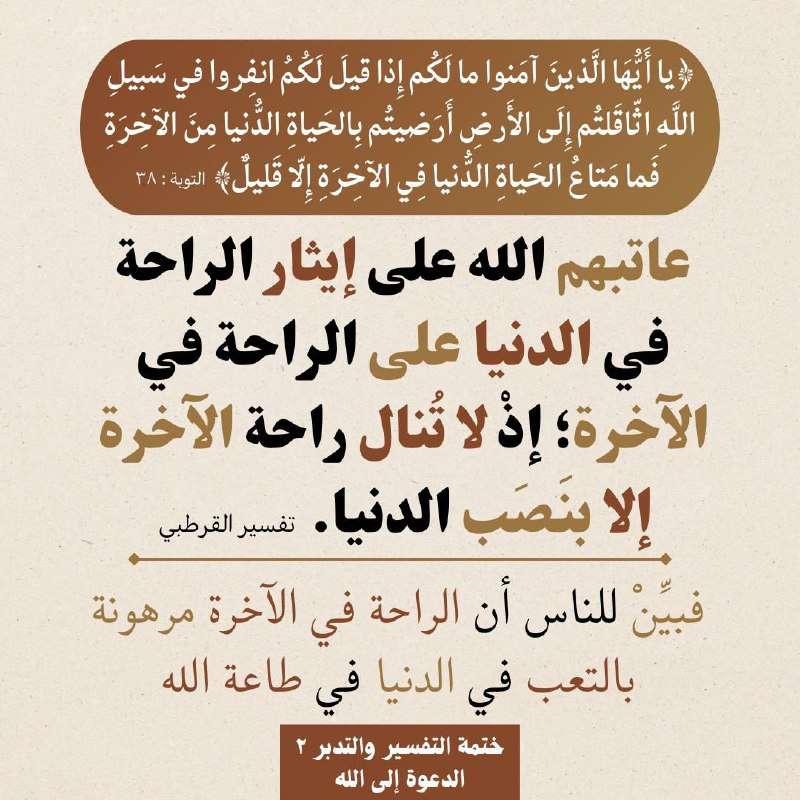 ﴿يا أَيُّهَا الَّذينَ آمَنوا ما لَكُم إِذا قيلَ لَكُمُ انفِروا في سَبيلِ
اللَّهِ اثّاقَلتُم إِلَى الأَرضِ أَرَضيتُم بِالحَياةِ الدُّنيا مِنَ الآخِرَةِ
فَما مَتاعُ الحَياةِ الدُّنيا فِي الآخِرَةِ إِلّا قَليلٌ﴾ التوبة : ٣٨
عاتبهم الله على إيثار الراحة
في الدنيا على الراحة في
الآخرة؛ إذْ لا تُنال راحة الآخرة
إلا بنَصَب الدنيا. تفسير القرطبي
فبيِّنْ للناس أن الراحة في الآخرة مرهونة
بالتعب في الدنيا في طاعة الله
ختمة التفسير والتدبر ٢
الدعوة إلى الله